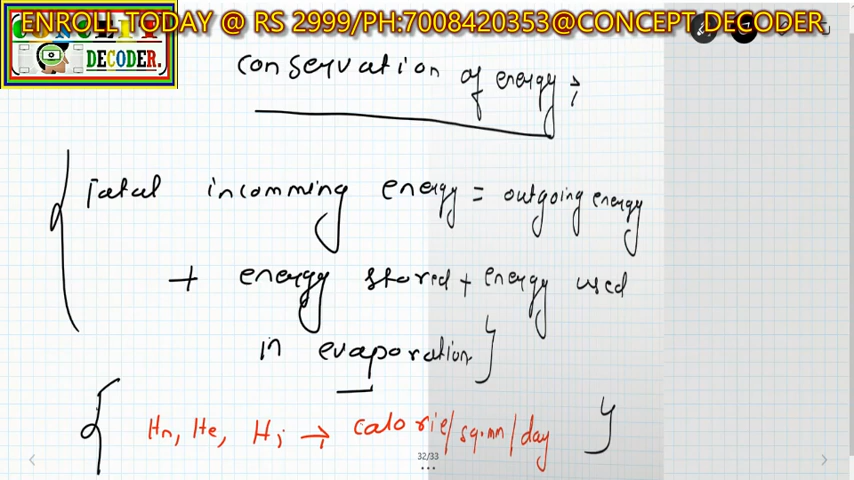 ENROLL TODAY @ RS 2999/PH:7008420353@CONCEPT DECODER.
DECODER.
conservation of energy;
Total incomming energy = outgoing energy
+ energy stored + energy used
in evaporation
Hn, He, Hi → calorie/sq.mn/day
32/33